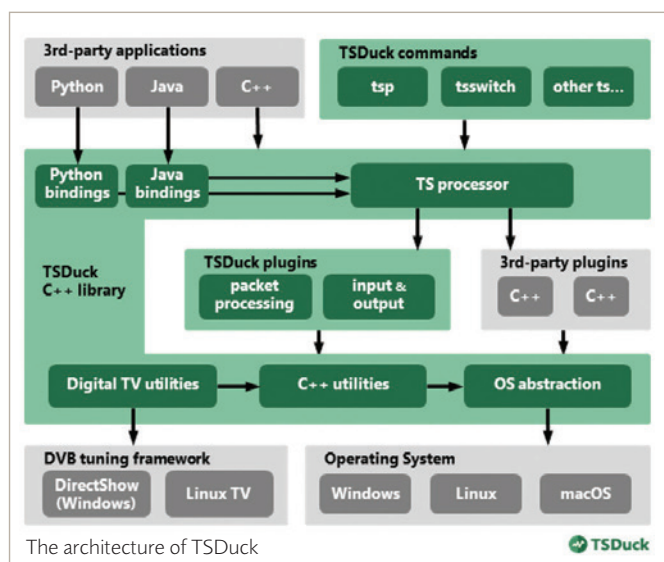 3rd-party applications
Python
Java
C++
TSDuck commands
tsp
tsswitch
other ts...
Python
bindings
Java
bindings
TS processor
TSDuck
C++ library
TSDuck plugins
packet
processing
input &
output
3rd-party plugins
C++
C++
Digital TV utilities
C++ utilities
OS abstraction
DVB tuning framework
DirectShow
(Windows)
Linux TV
Operating System
Windows
Linux
macOS
The architecture of TSDuck
TSDuck